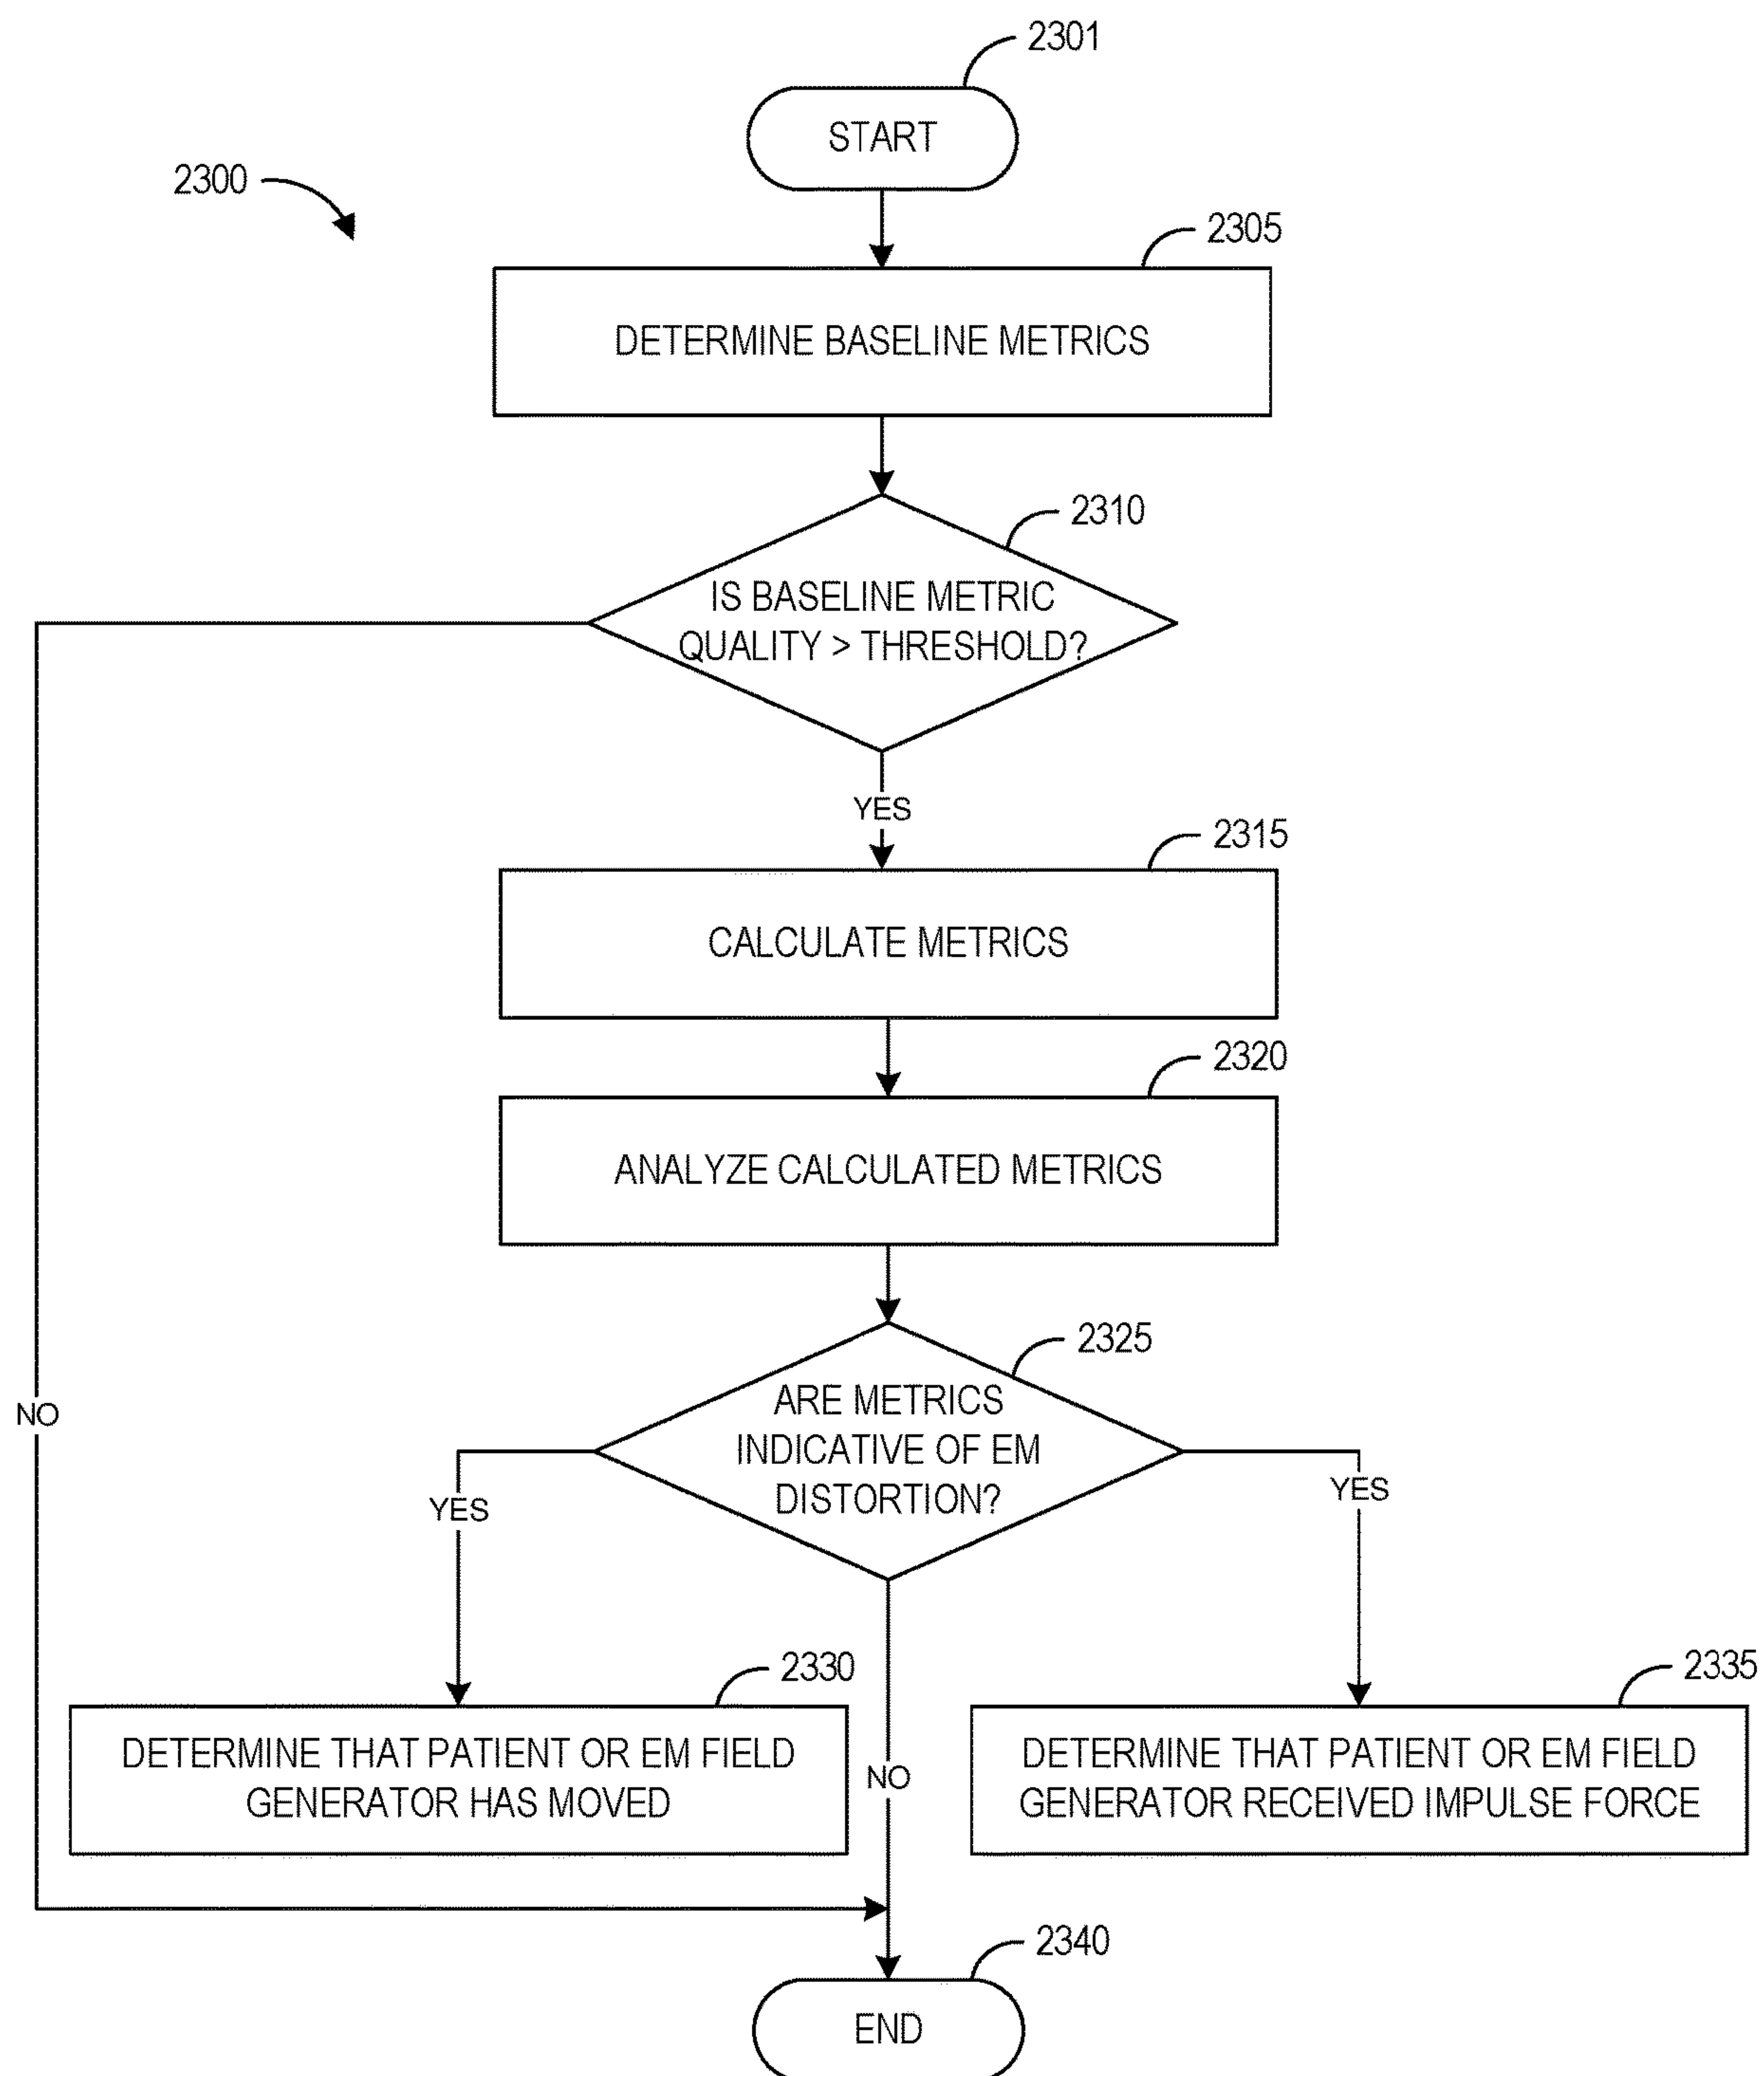 2301
START
2300
2305
DETERMINE BASELINE METRICS
2310
IS BASELINE METRIC
QUALITY > THRESHOLD?
YES
2315
CALCULATE METRICS
2320
ANALYZE CALCULATED METRICS
2325
ARE METRICS
INDICATIVE OF EM
DISTORTION?
NO
YES
YES
2330
DETERMINE THAT PATIENT OR EM FIELD
GENERATOR HAS MOVED
NO
2335
DETERMINE THAT PATIENT OR EM FIELD
GENERATOR RECEIVED IMPULSE FORCE
2340
END